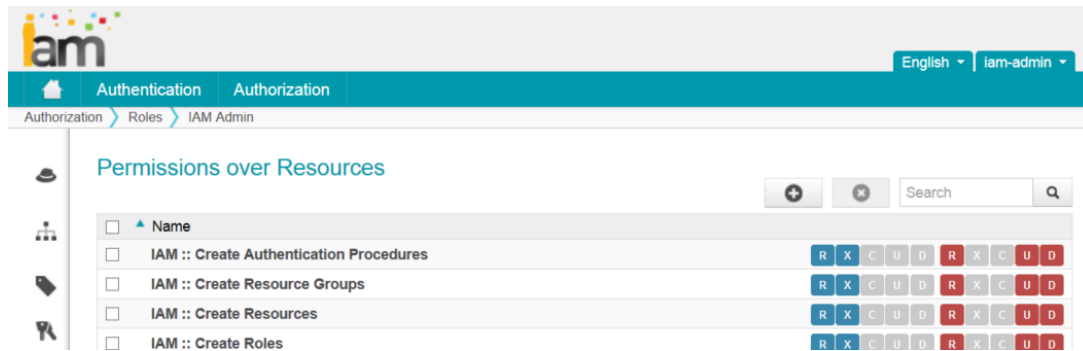 iam
English iam-admin
Authentication Authorization
Authorization Roles IAM Admin
Permissions over Resources
Search
Name
IAM :: Create Authentication Procedures R X C U D R X C U D
IAM :: Create Resource Groups R X C U D R X C U D
IAM :: Create Resources R X C U D R X C U D
IAM :: Create Roles R X C U D R X C U D